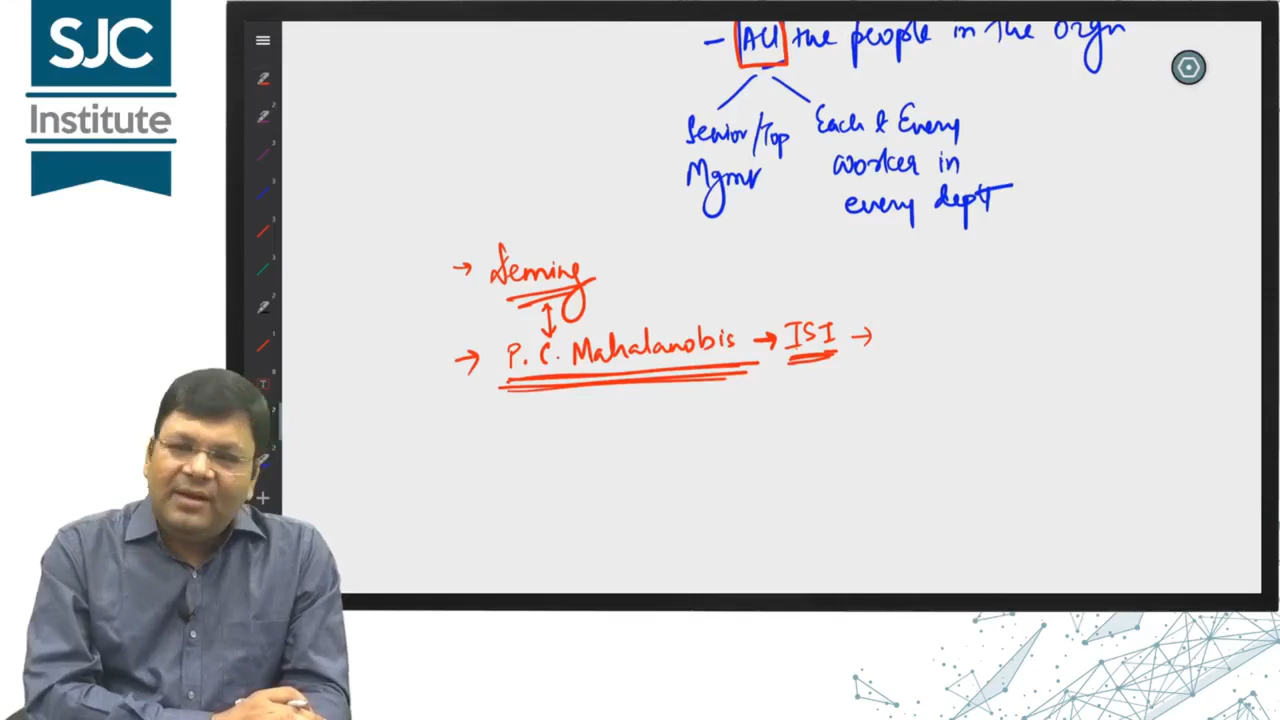 SJC
Institute
- All the people in the Orgn
Senior/Top
Mgmt
Each & Every
worker in
every deptt
→ Deming
→ P. C. Mahalanobis → ISI →